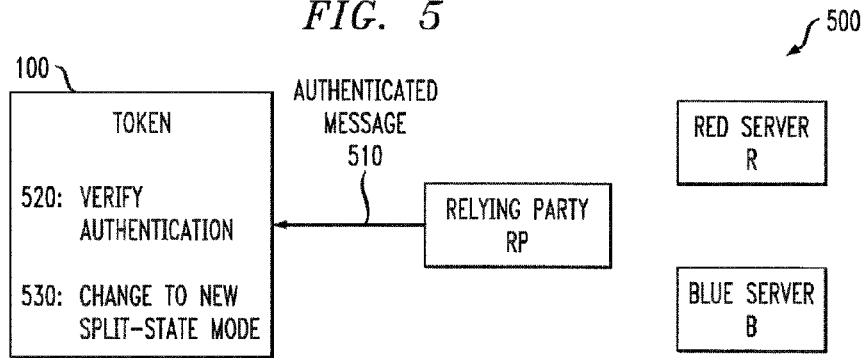 FIG. 5
500
100
TOKEN
520: VERIFY
AUTHENTICATION
530: CHANGE TO NEW
SPLIT-STATE MODE
AUTHENTICATED
MESSAGE
510
RELYING PARTY
RP
RED SERVER
R
BLUE SERVER
B